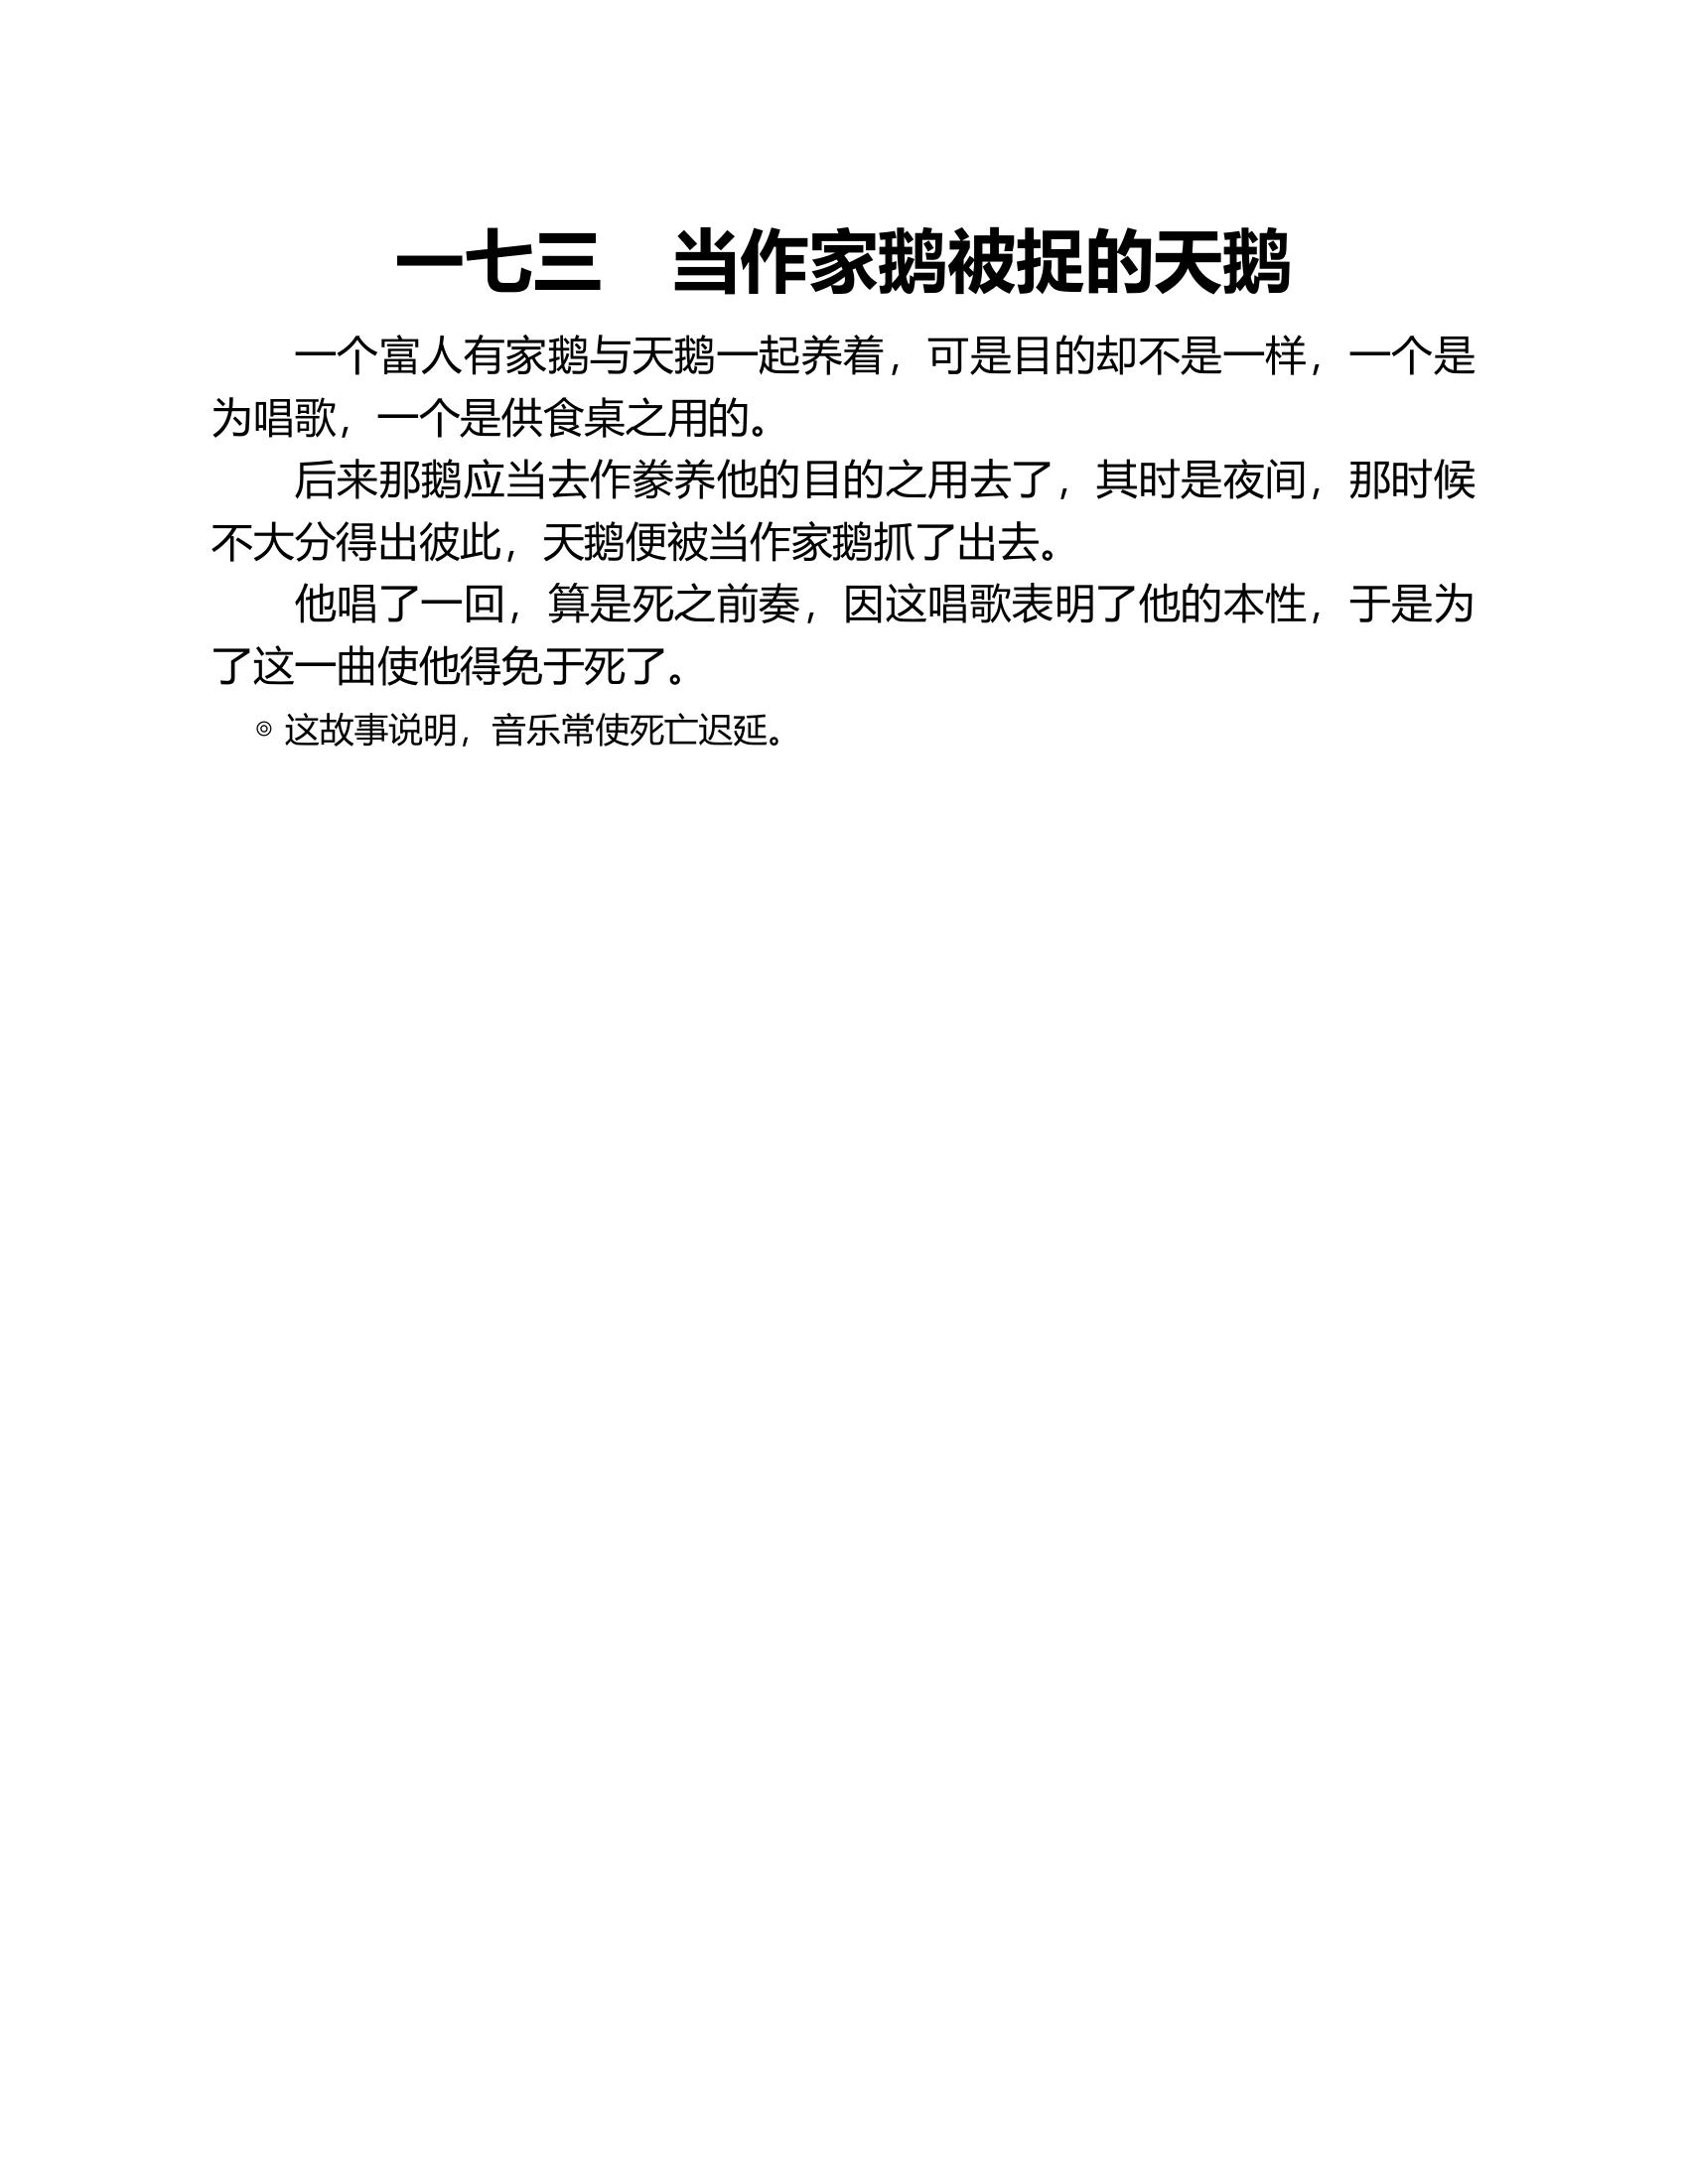 一七三　当作家鹅被捉的天鹅
一个富人有家鹅与天鹅一起养着，可是目的却不是一样，一个是
为唱歌，一个是供食桌之用的。
后来那鹅应当去作豢养他的目的之用去了，其时是夜间，那时候
不大分得出彼此，天鹅便被当作家鹅抓了出去。
他唱了一回，算是死之前奏，因这唱歌表明了他的本性，于是为
了这一曲使他得免于死了。
◎ 这故事说明，音乐常使死亡迟延。